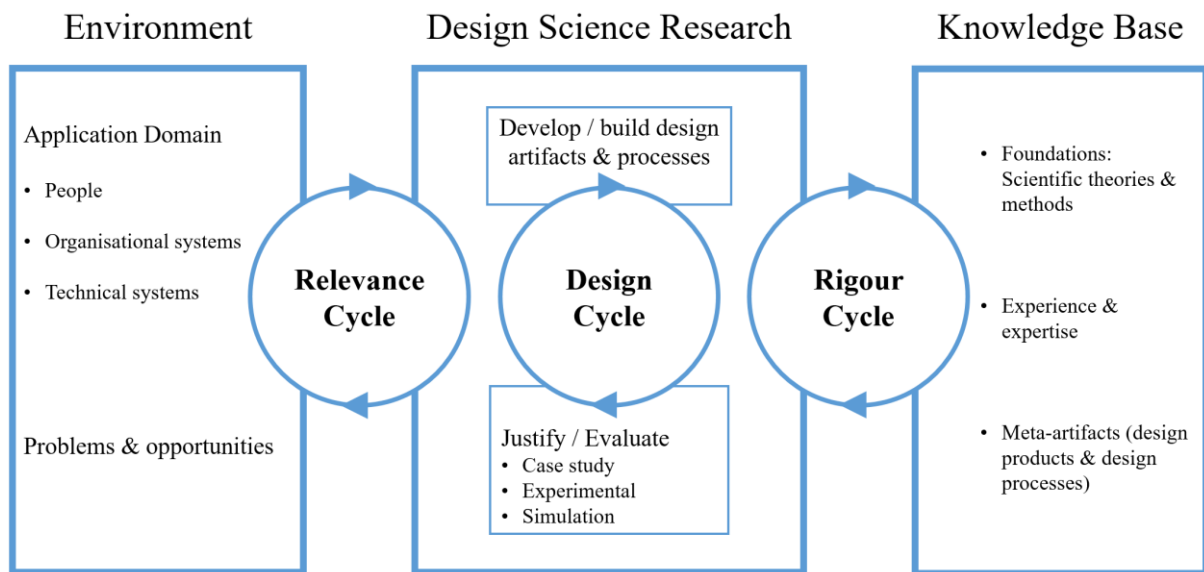 Environment
Design Science Research
Knowledge Base
Application Domain
• People
• Organisational systems
• Technical systems
Problems & opportunities
Relevance
Cycle
Develop / build design
artifacts & processes
Design
Cycle
Justify / Evaluate
• Case study
• Experimental
• Simulation
Rigour
Cycle
• Foundations:
Scientific theories &
methods
• Experience &
expertise
• Meta-artifacts (design
products & design
processes)